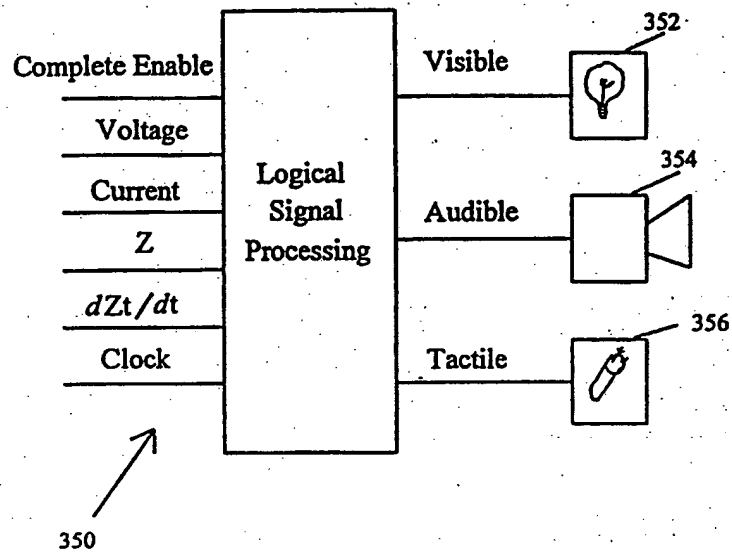 352
Complete Enable
Visible
Voltage
354
Current
Logical
Signal
Processing
Audible
Z
dZt/dt
356
Clock
Tactile
350